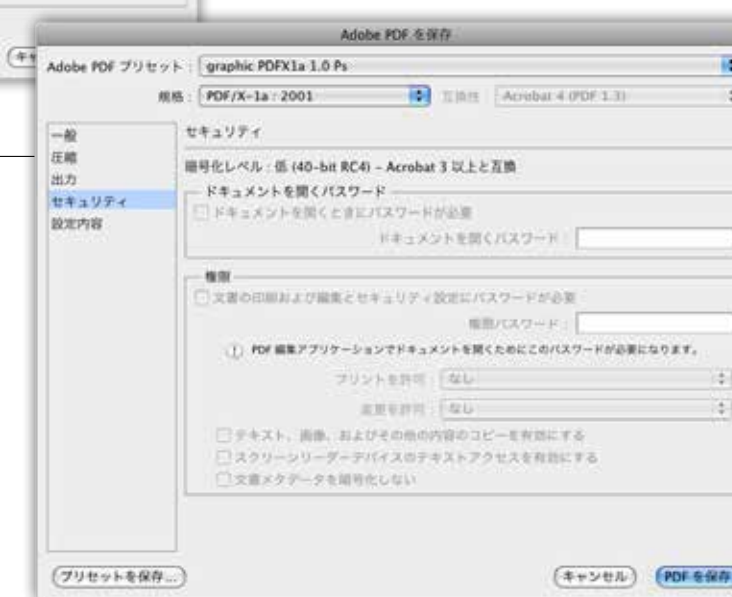 Adobe PDF を保存
Adobe PDF プリセット : graphic PDFX1a 1.0 Ps
規格 : PDF/X-1a : 2001 互換性 : Acrobat 4 (PDF 1.3)
一般
圧縮
出力
セキュリティ
設定内容
セキュリティ
暗号化レベル : 低 (40-bit RC4) – Acrobat 3 以上と互換
ドキュメントを開くパスワード
ドキュメントを開くときにパスワードが必要
ドキュメントを開くパスワード :
権限
文書の印刷および編集とセキュリティ設定にパスワードが必要
権限パスワード :
PDF 編集アプリケーションでドキュメントを開くためにこのパスワードが必要になります。
プリントを許可 : なし
変更を許可 : なし
テキスト、画像、およびその他の内容のコピーを有効にする
スクリーンリーダーデバイスのテキストアクセスを有効にする
文書メタデータを暗号化しない
プリセットを保存... キャンセル PDF を保存